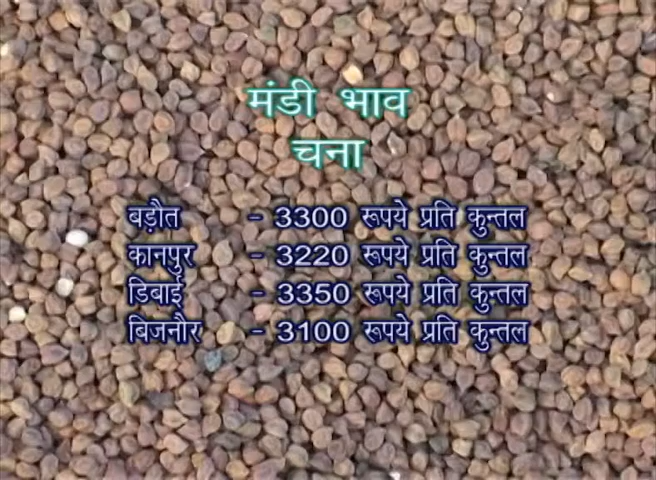 मंडी भाव
चना
बड़ौत - 3300 रूपये प्रति कुन्तल
कानपुर - 3220 रूपये प्रति कुन्तल
डिबाई - 3350 रूपये प्रति कुन्तल
बिजनौर - 3100 रूपये प्रति कुन्तल